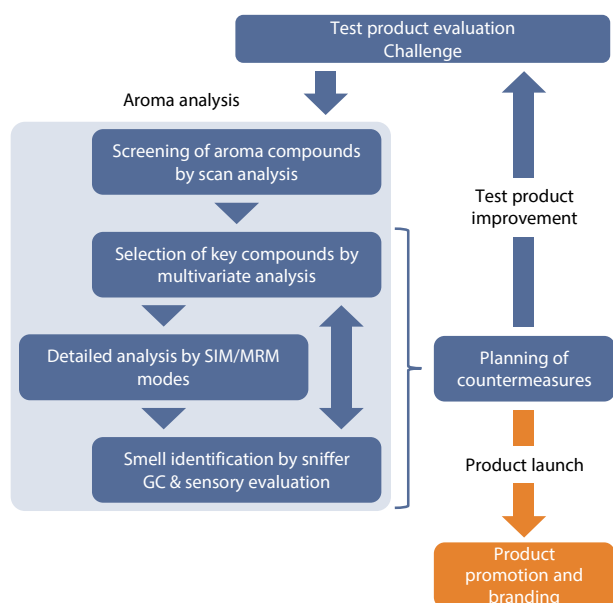 Test product evaluation
Challenge
Aroma analysis
Screening of aroma compounds
by scan analysis
Selection of key compounds by
multivariate analysis
Detailed analysis by SIM/MRM
modes
Smell identification by sniffer
GC & sensory evaluation
Test product
improvement
Planning of
countermeasures
Product launch
Product
promotion and
branding